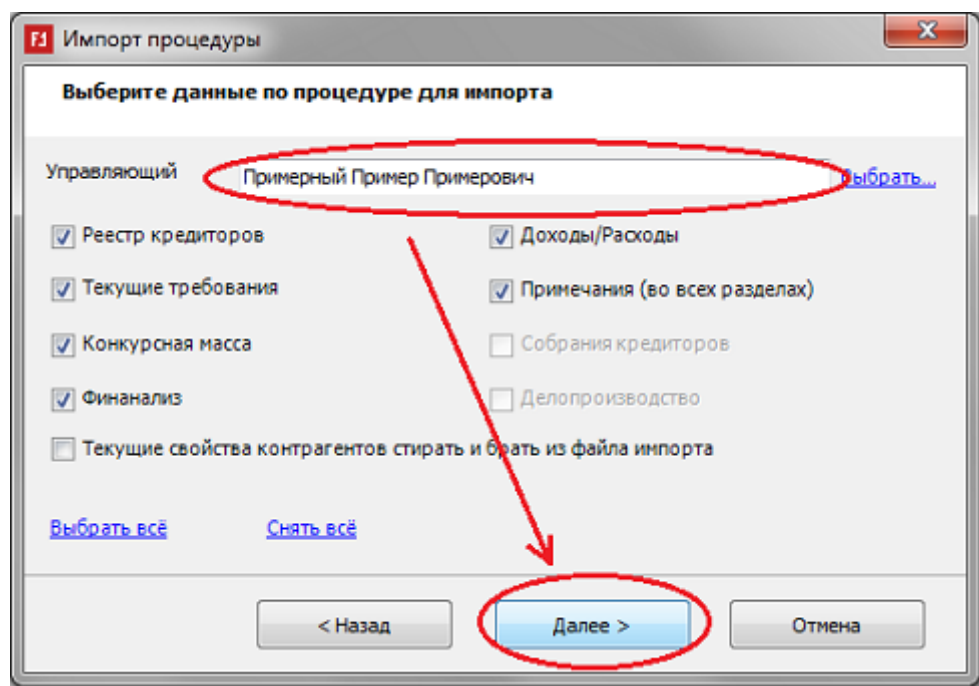 Импорт процедуры
Выберите данные по процедуре для импорта
Управляющий Примерный Пример Примерович Выбрать...
Реестр кредиторов Доходы/Расходы
Текущие требования Примечания (во всех разделах)
Конкурсная масса Собрания кредиторов
Финанализ Делопроизводство
Текущие свойства контрагентов стирать и брать из файла импорта
Выбрать всё Снять всё
< Назад Далее > Отмена